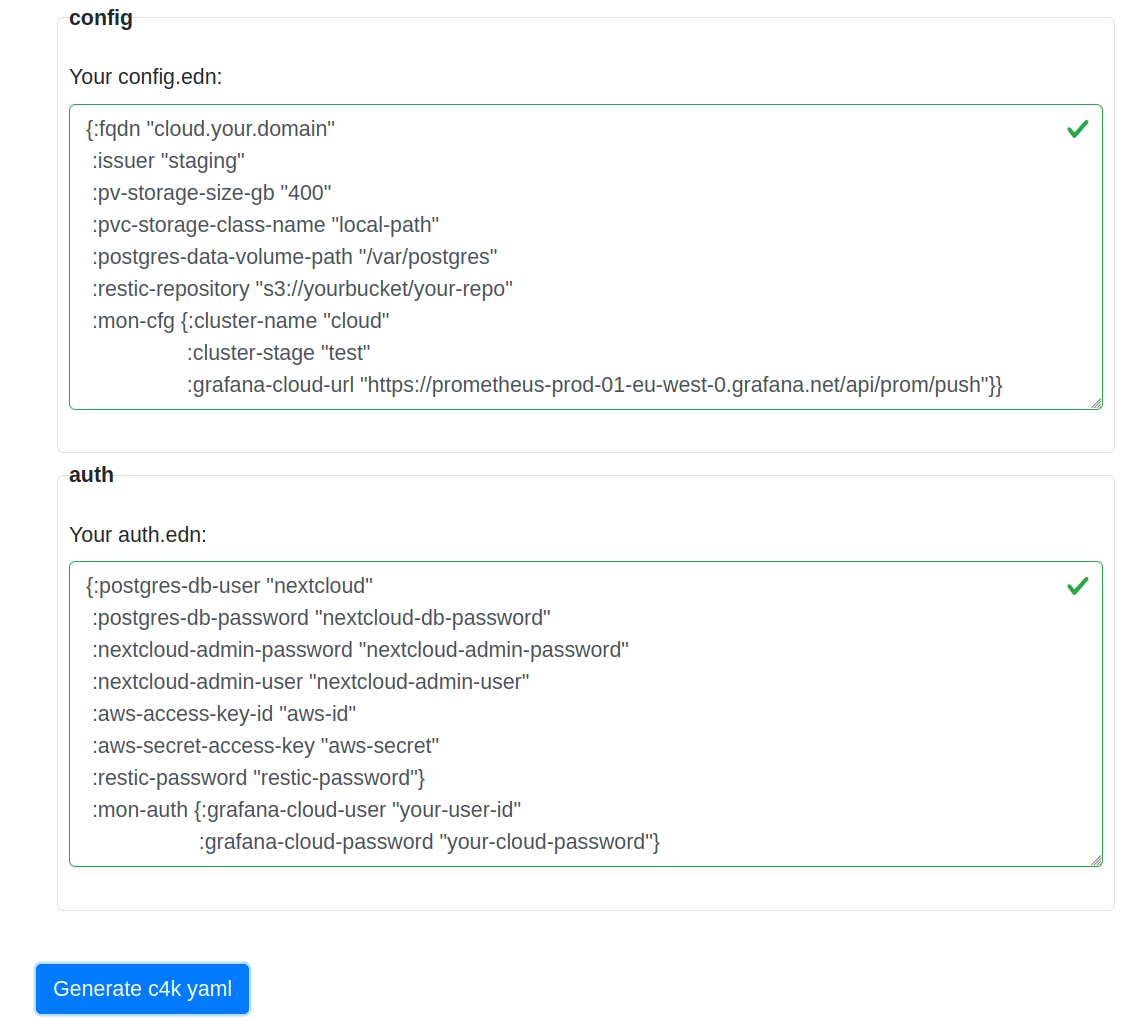 config
Your config.edn:
{:fqdn "cloud.your.domain"
:issuer "staging"
:pv-storage-size-gb "400"
:pvc-storage-class-name "local-path"
:postgres-data-volume-path "/var/postgres"
:restic-repository "s3://yourbucket/your-repo"
:mon-cfg {:cluster-name "cloud"
:cluster-stage "test"
:grafana-cloud-url "https://prometheus-prod-01-eu-west-0.grafana.net/api/prom/push"}}
auth
Your auth.edn:
{:postgres-db-user "nextcloud"
:postgres-db-password "nextcloud-db-password"
:nextcloud-admin-password "nextcloud-admin-password"
:nextcloud-admin-user "nextcloud-admin-user"
:aws-access-key-id "aws-id"
:aws-secret-access-key "aws-secret"
:restic-password "restic-password"}
:mon-auth {:grafana-cloud-user "your-user-id"
:grafana-cloud-password "your-cloud-password"}
Generate c4k yaml